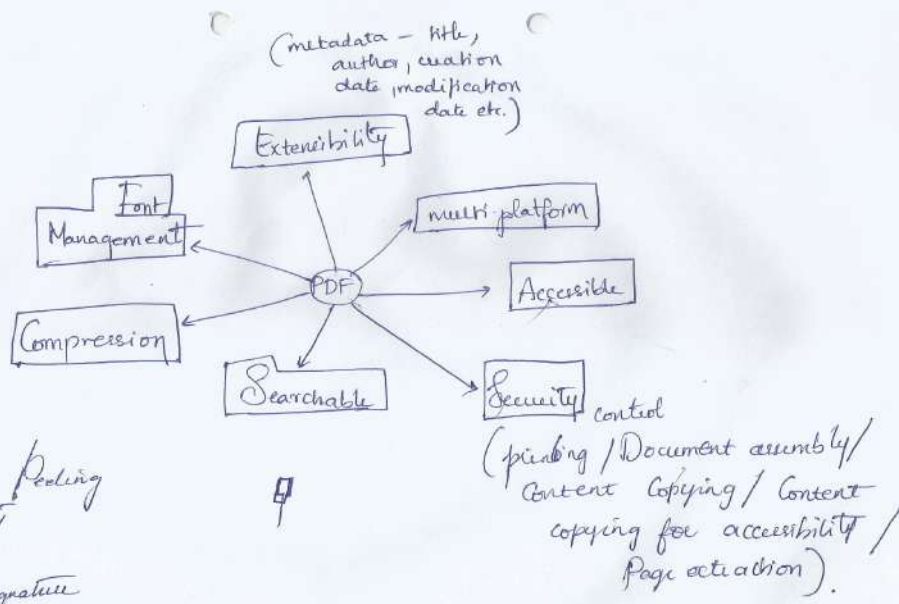 (metadata – title,
author, creation
date, modification
date etc.)
Extensibility
Font
Management
multi-platform
PDF
Accessible
Compression
Searchable
Security control
(printing / Document assembly /
Content Copying / Content
copying for accessibility /
Page extraction).